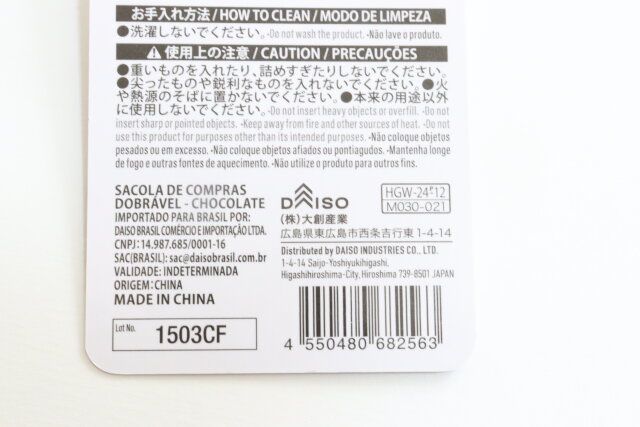 お手入れ方法 / HOW TO CLEAN / MODO DE LIMPEZA
●洗濯しないでください。-Do not wash the product. -Não lave o produto.
⚠使用上の注意 / CAUTION / PRECAUÇÕES
●重いものを入れたり、詰めすぎたりしないでください。
●尖ったものや鋭利なものを入れないでください。●火
や熱源のそばに置かないでください。●本来の用途以外
に使用しないでください。-Do not insert heavy objects or overfill. -Do not
insert sharp or pointed objects. -Keep away from fire and other sources of heat. -Do not
use this product for purposes other than its intended purpose. -Não coloque objetos
pesados ou em excesso. -Não coloque objetos afiados ou pontiagudos. -Mantenha longe
de fogo e outras fontes de aquecimento. -Não utilize o produto para outros fins.
SACOLA DE COMPRAS
DOBRÁVEL - CHOCOLATE
IMPORTADO PARA BRASIL POR:
DAISO BRASIL COMÉRCIO E IMPORTAÇÃO LTDA.
CNPJ: 14.987.685/0001-16
SAC(BRASIL): sac@daisobrasil.com.br
VALIDADE: INDETERMINADA
ORIGEM: CHINA
MADE IN CHINA
Lot No. 1503CF
DAISO
(株)大創産業
広島県東広島市西条吉行東1-4-14
Distributed by DAISO INDUSTRIES CO., LTD.
1-4-14 Saijo-Yoshiyukihigashi,
Higashihiroshima-City, Hiroshima 739-8501 JAPAN
HGW-24#12
M030-021
4 550480 682563